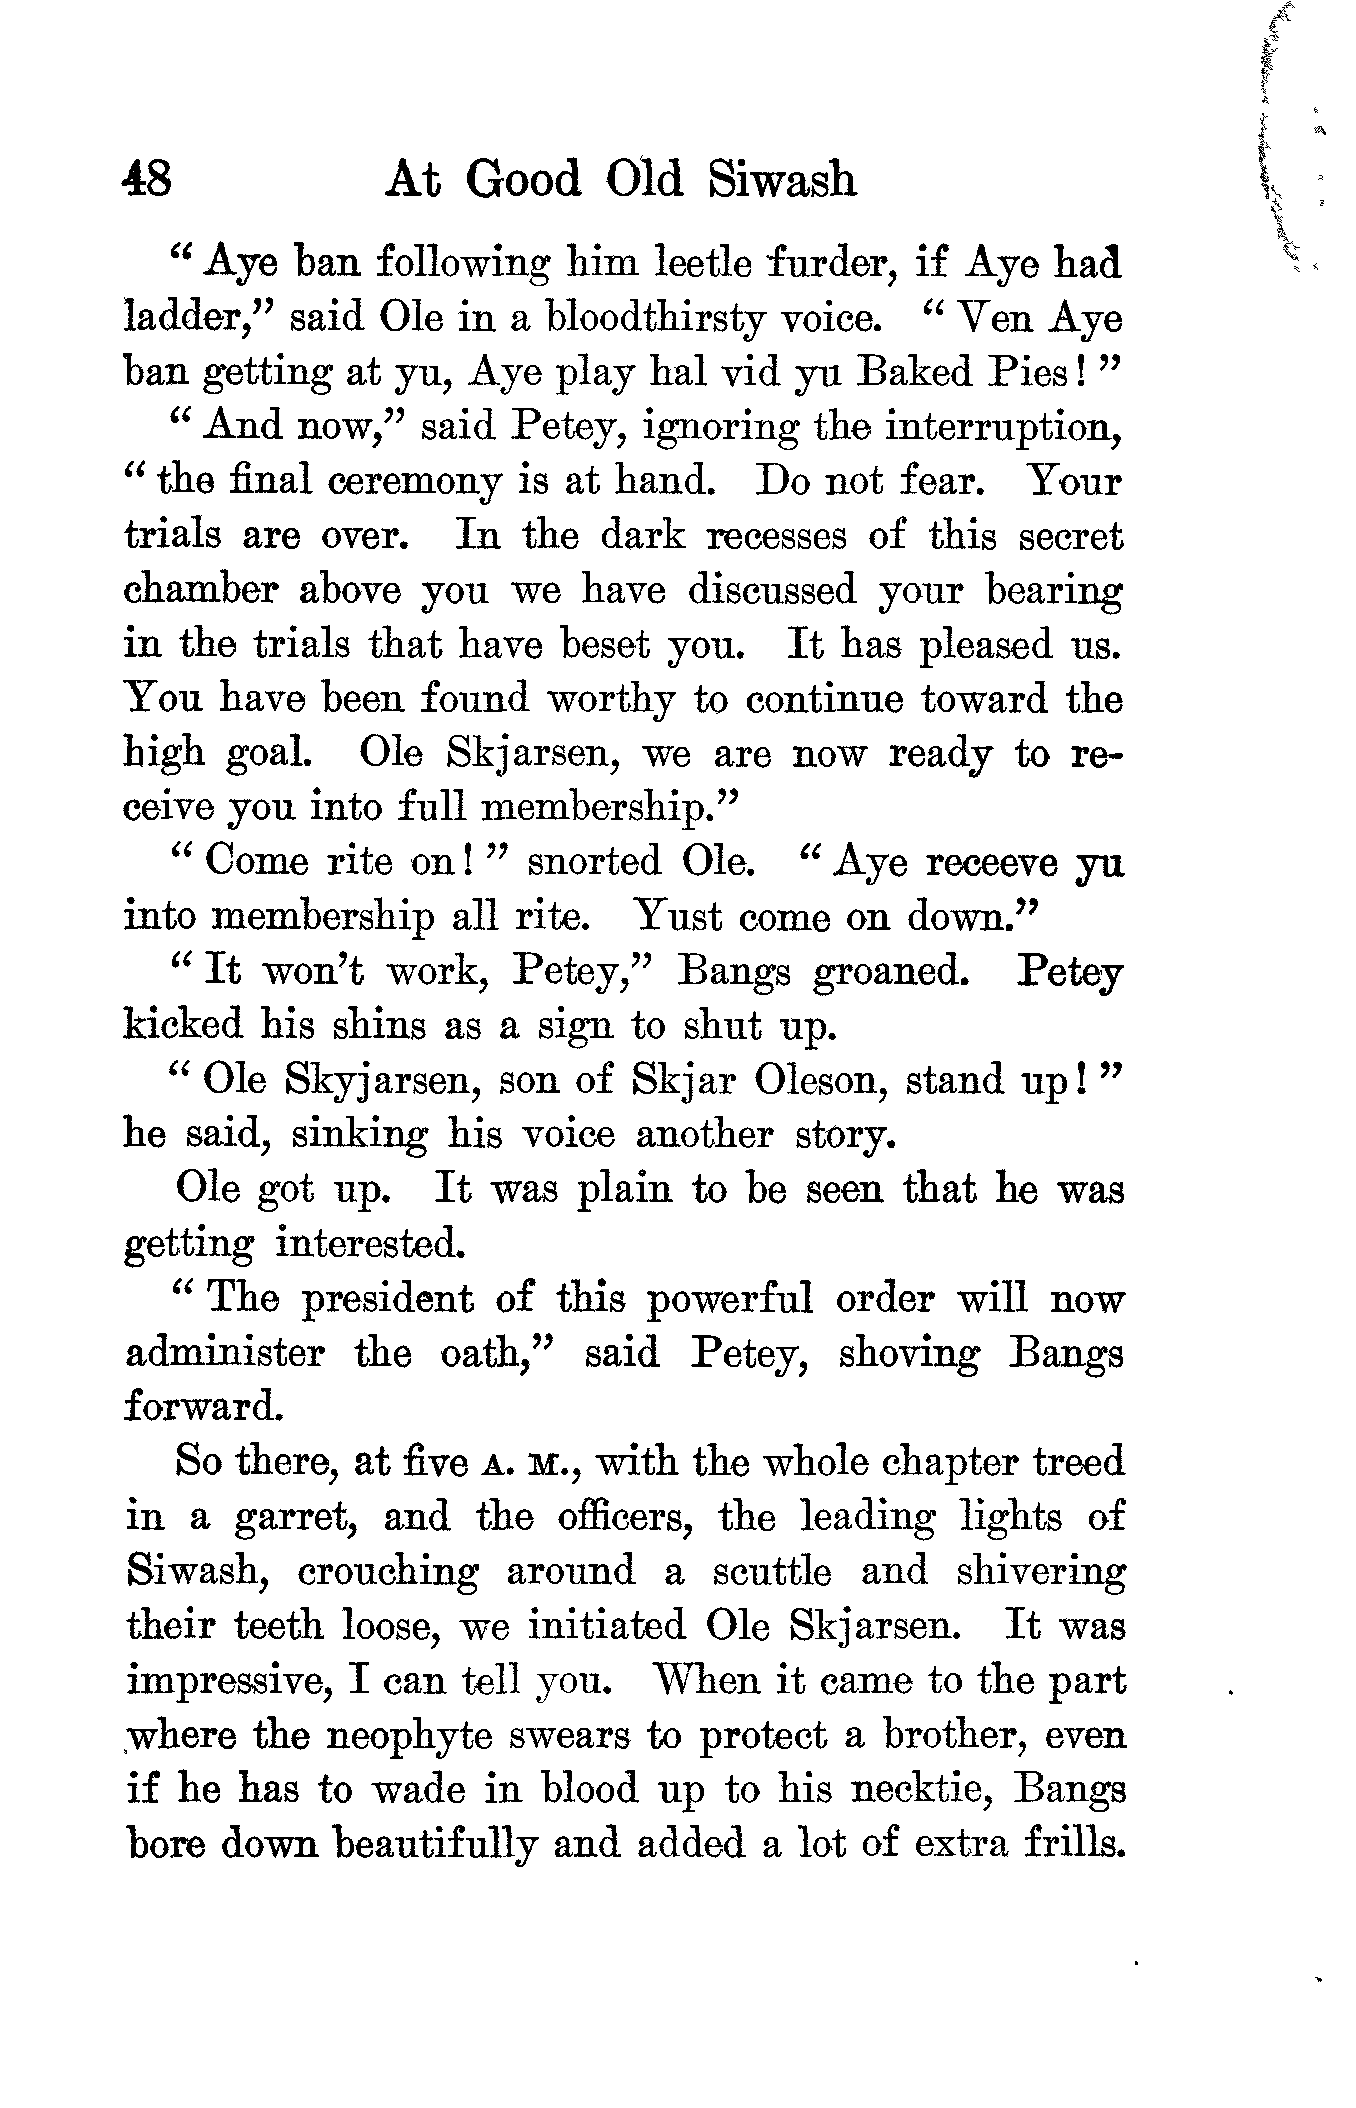 48 At Good Old Siwash
“ Aye ban following him leetle furder, if Aye had
ladder,” said Ole in a bloodthirsty voice. “ Ven Aye
ban getting at yu, Aye play hal vid yu Baked Pies! ”
“ And now,” said Petey, ignoring the interruption,
“ the final ceremony is at hand. Do not fear. Your
trials are over. In the dark recesses of this secret
chamber above you we have discussed your bearing
in the trials that have beset you. It has pleased us.
You have been found worthy to continue toward the
high goal. Ole Skjarsen, we are now ready to re-
ceive you into full membership.”
“ Come rite on! ” snorted Ole. “ Aye receeve yu
into membership all rite. Yust come on down.”
“ It won’t work, Petey,” Bangs groaned. Petey
kicked his shins as a sign to shut up.
“ Ole Skyjarsen, son of Skjar Oleson, stand up! ”
he said, sinking his voice another story.
Ole got up. It was plain to be seen that he was
getting interested.
“ The president of this powerful order will now
administer the oath,” said Petey, shoving Bangs
forward.
So there, at five A. M., with the whole chapter treed
in a garret, and the officers, the leading lights of
Siwash, crouching around a scuttle and shivering
their teeth loose, we initiated Ole Skjarsen. It was
impressive, I can tell you. When it came to the part
where the neophyte swears to protect a brother, even
if he has to wade in blood up to his necktie, Bangs
bore down beautifully and added a lot of extra frills.